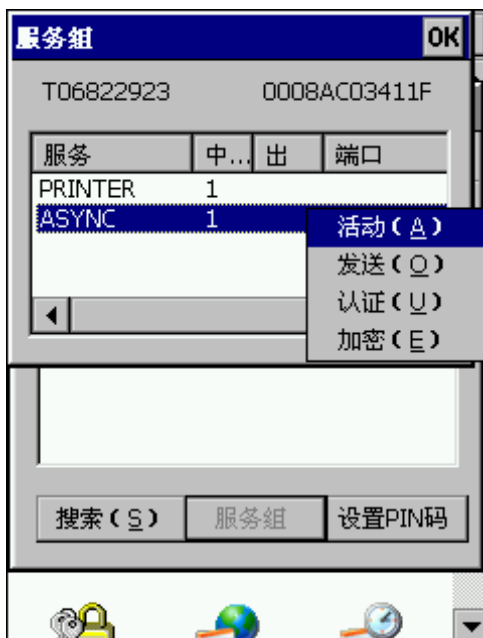 服务组 OK
T06822923 0008AC03411F
服务 中... 出 端口
PRINTER 1
ASYNC 1
活动(A)
发送(O)
认证(U)
加密(E)
搜索(S) 服务组 设置PIN码